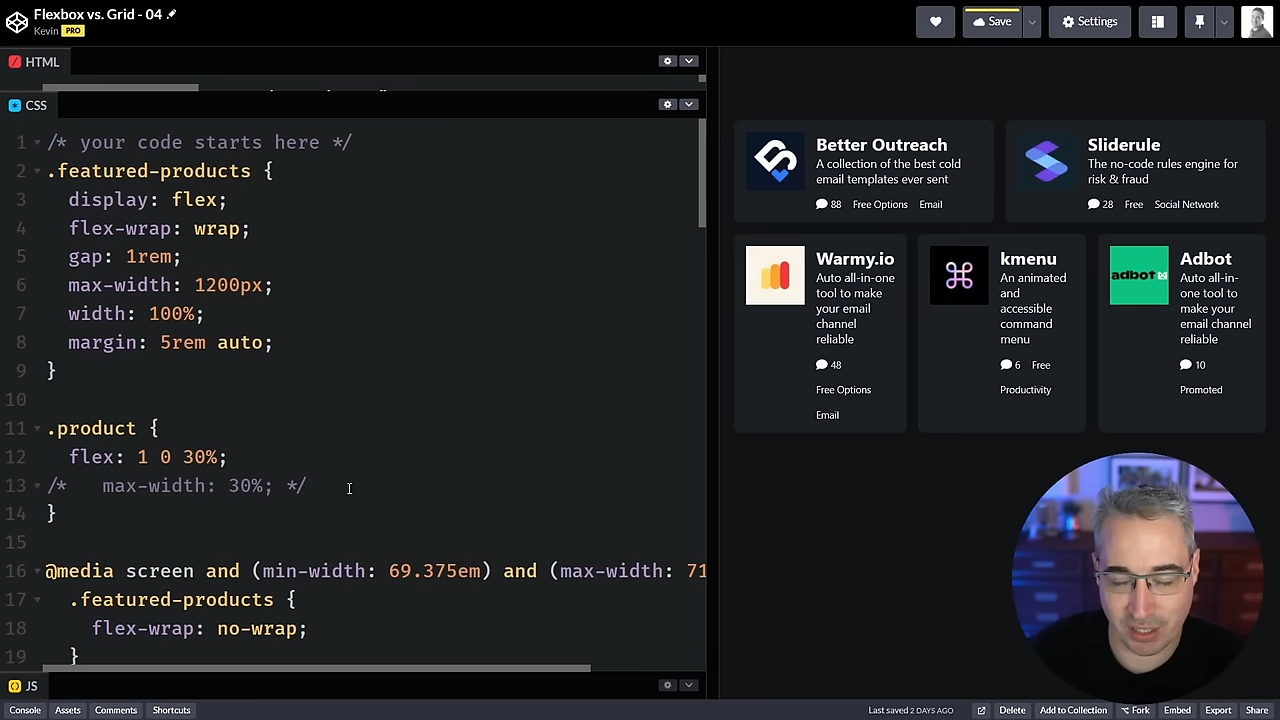 Flexbox vs. Grid - 04
Kevin PRO
Save
Settings
HTML
CSS
1 /* your code starts here */
2 .featured-products {
3 display: flex;
4 flex-wrap: wrap;
5 gap: 1rem;
6 max-width: 1200px;
7 width: 100%;
8 margin: 5rem auto;
9 }
10
11 .product {
12 flex: 1 0 30%;
13 /* max-width: 30%; */
14 }
15
16 @media screen and (min-width: 69.375em) and (max-width: 71
17 .featured-products {
18 flex-wrap: no-wrap;
19 }
JS
Better Outreach
A collection of the best cold
email templates ever sent
88 Free Options Email
Sliderule
The no-code rules engine for
risk & fraud
28 Free Social Network
Warmy.io
Auto all-in-one
tool to make
your email
channel
reliable
48
Free Options
Email
kmenu
An animated
and
accessible
command
menu
6 Free
Productivity
adbot
Adbot
Auto all-in-
one tool to
make your
email channel
reliable
10
Promoted
Console Assets Comments Shortcuts
Last saved 2 DAYS AGO
Delete Add to Collection Fork Embed Export Share